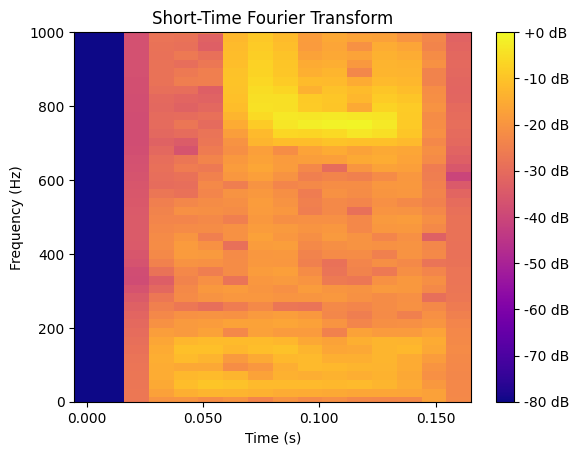 Short-Time Fourier Transform
1000
800
600
400
200
0
Frequency (Hz)
0.000
0.050
0.100
0.150
Time (s)
+0 dB
-10 dB
-20 dB
-30 dB
-40 dB
-50 dB
-60 dB
-70 dB
-80 dB